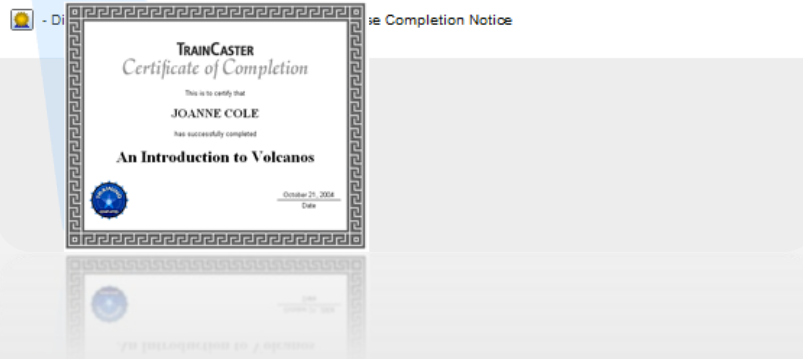 - Di
se Completion Notice
TRAINCASTER
Certificate of Completion
This is to certify that
JOANNE COLE
has successfully completed
An Introduction to Volcanos
TRAINING
October 21, 2004
Date